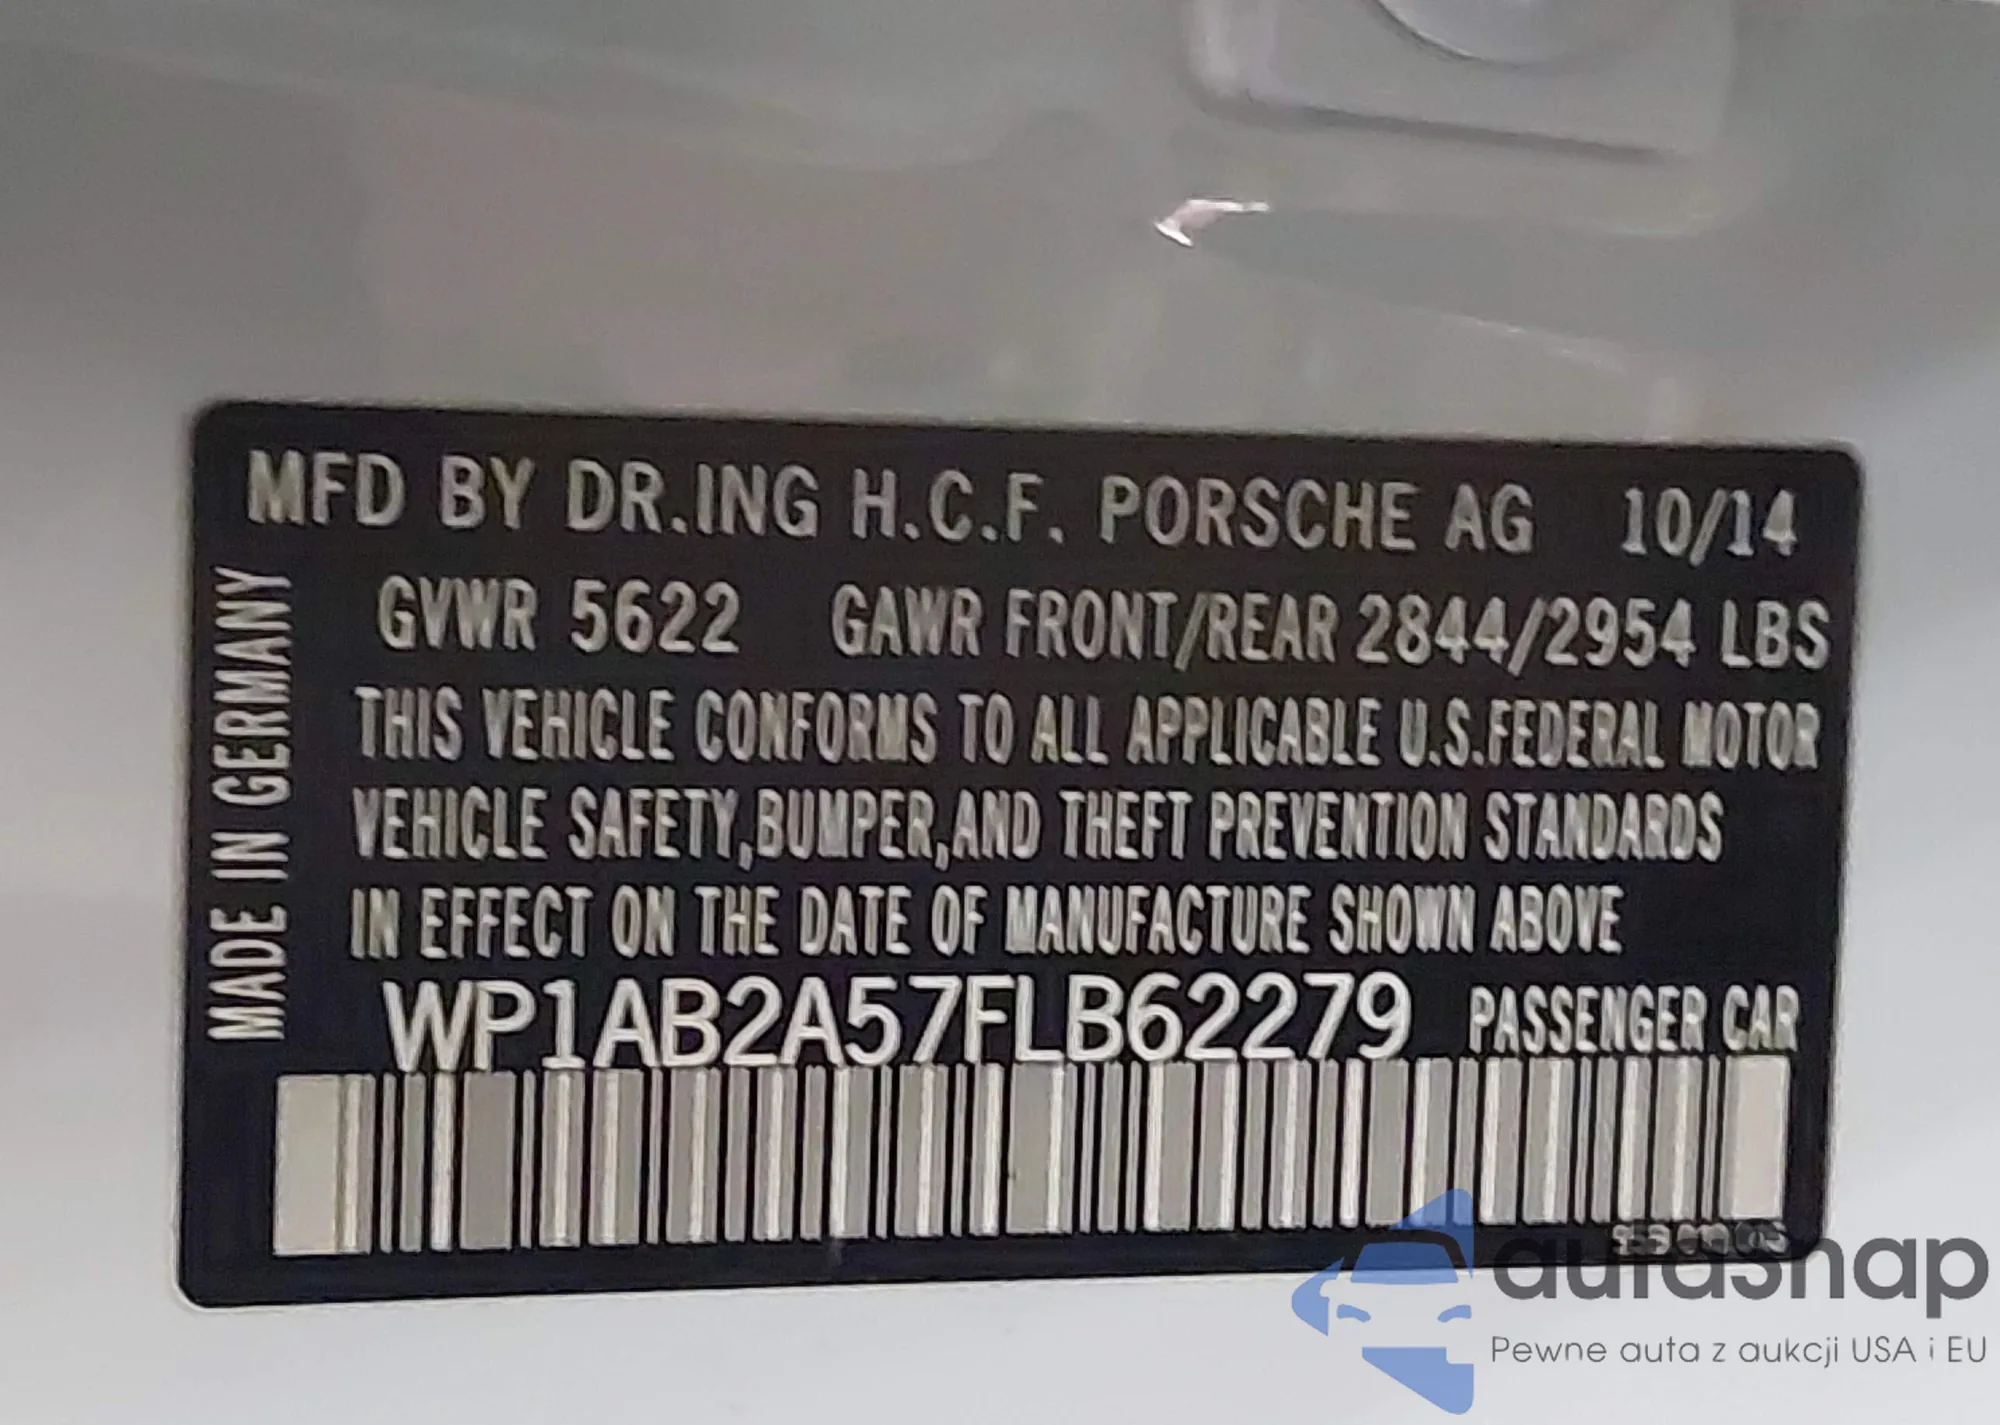 MFD BY DR.ING H.C.F. PORSCHE AG 10/14
GVWR 5622 GAWR FRONT/REAR 2844/2954 LBS
THIS VEHICLE CONFORMS TO ALL APPLICABLE U.S.FEDERAL MOTOR
VEHICLE SAFETY,BUMPER,AND THEFT PREVENTION STANDARDS
IN EFFECT ON THE DATE OF MANUFACTURE SHOWN ABOVE
WP1AB2A57FLB62279 PASSENGER CAR
MADE IN GERMANY
autasnap
Pewne auta z aukcji USA i EU